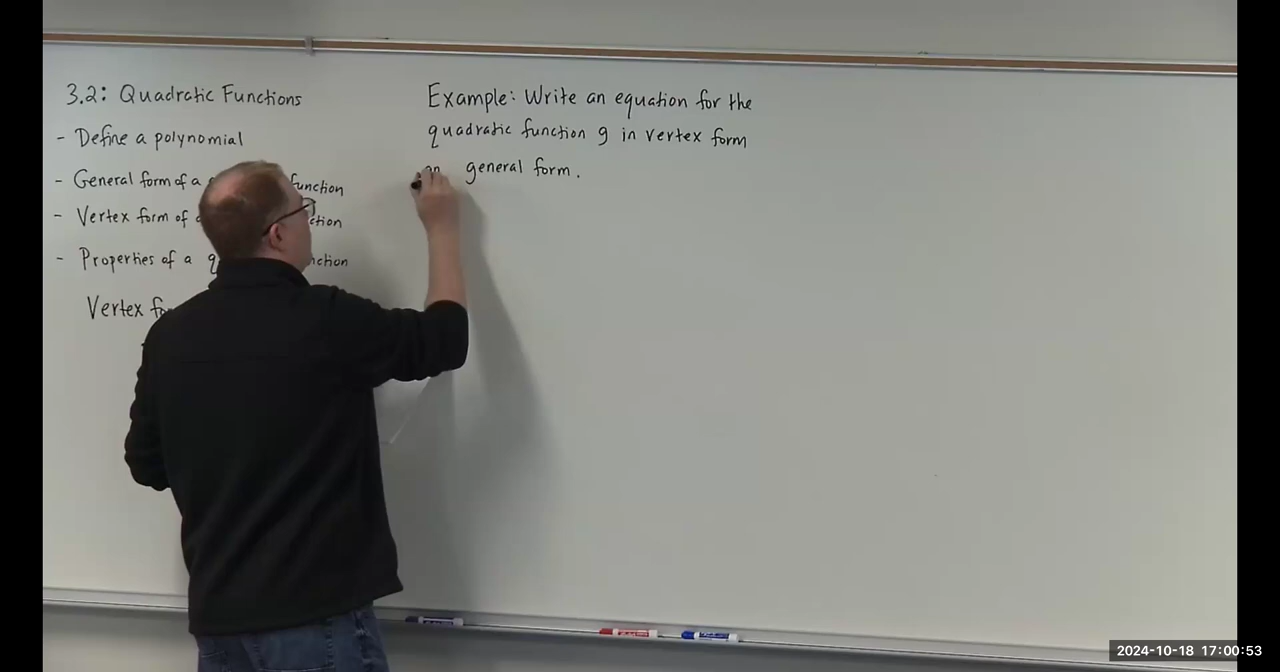 3.2: Quadratic Functions
- Define a polynomial
- General form of a function
- Vertex form of
- Properties of a
Vertex
Example: Write an equation for the
quadratic function g in vertex form
general form.
2024-10-18 17:00:53